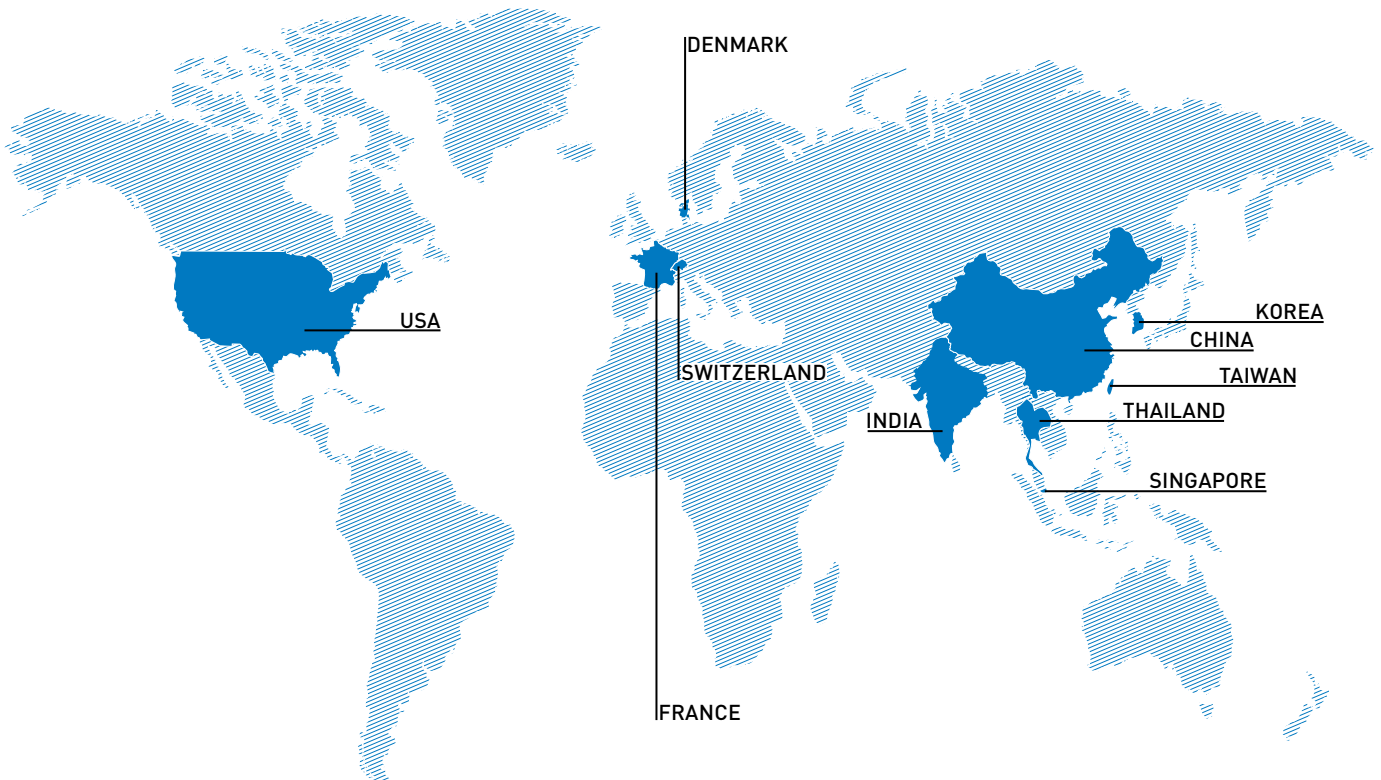 DENMARK
USA
KOREA
CHINA
SWITZERLAND
TAIWAN
THAILAND
INDIA
SINGAPORE
FRANCE